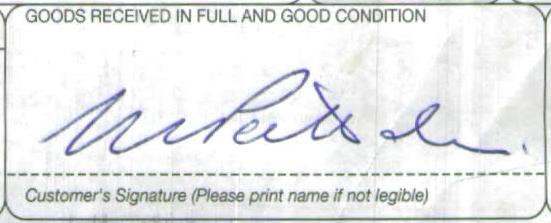 GOODS RECEIVED IN FULL AND GOOD CONDITION
Customer's Signature (Please print name if not legible)